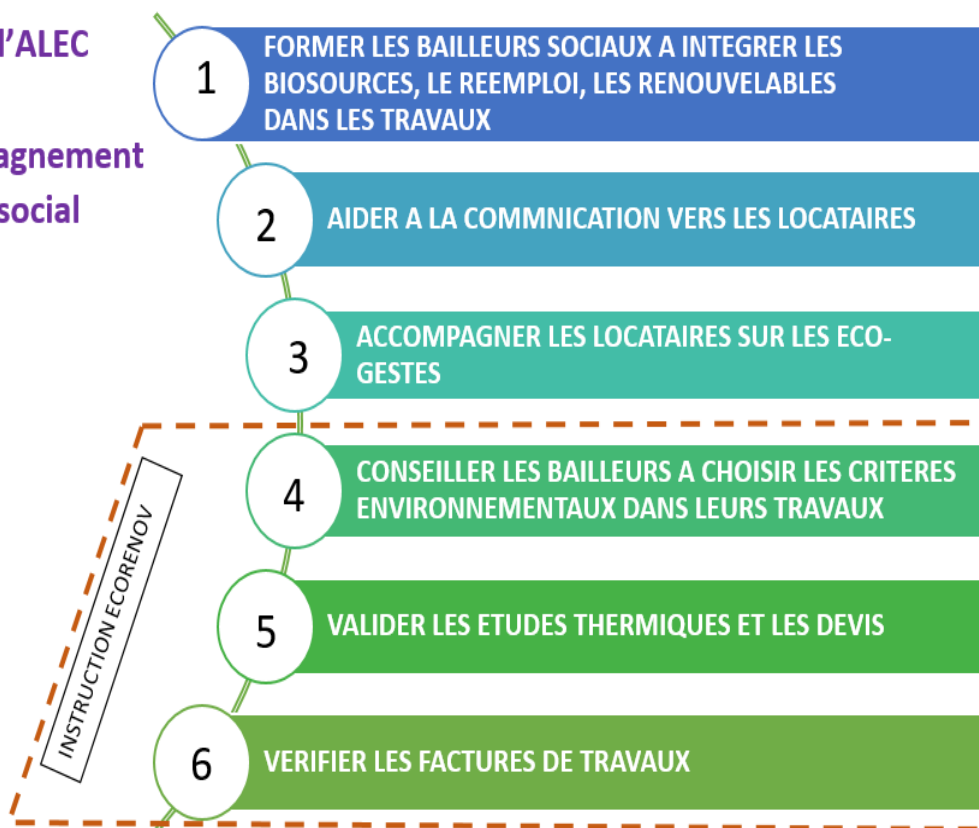 l'ALEC
agnement
social
1
FORMER LES BAILLEURS SOCIAUX A INTEGRER LES
BIOSOURCES, LE REEMPLOI, LES RENOUVELABLES
DANS LES TRAVAUX
2
AIDER A LA COMMNICATION VERS LES LOCATAIRES
3
ACCOMPAGNER LES LOCATAIRES SUR LES ECO-
GESTES
4
CONSEILLER LES BAILLEURS A CHOISIR LES CRITERES
ENVIRONNEMENTAUX DANS LEURS TRAVAUX
INSTRUCTION ECORENOV
5
VALIDER LES ETUDES THERMIQUES ET LES DEVIS
6
VERIFIER LES FACTURES DE TRAVAUX